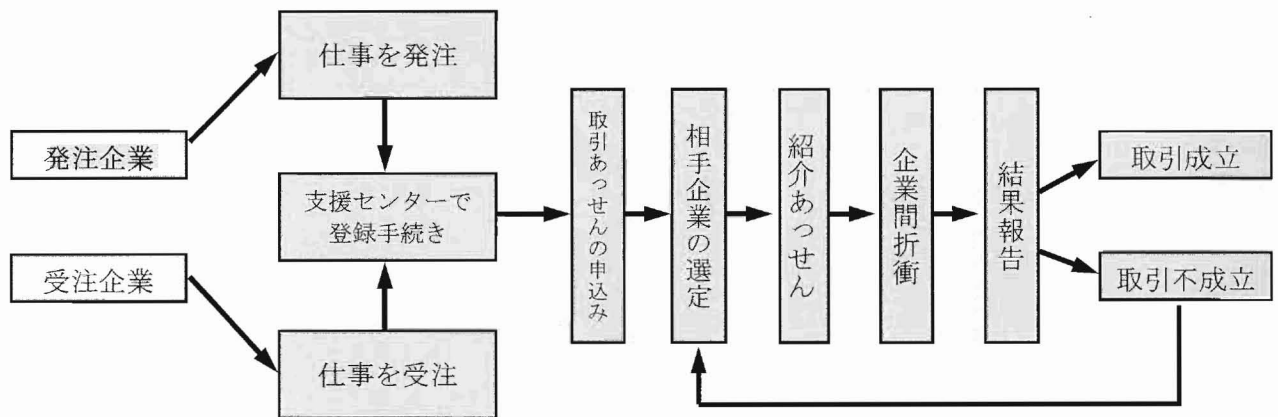 仕事を発注
発注企業
支援センターで
登録手続き
受注企業
仕事を受注
取引あっせんの申込み
相手企業の選定
紹介あっせん
企業間折衝
結果報告
取引成立
取引不成立